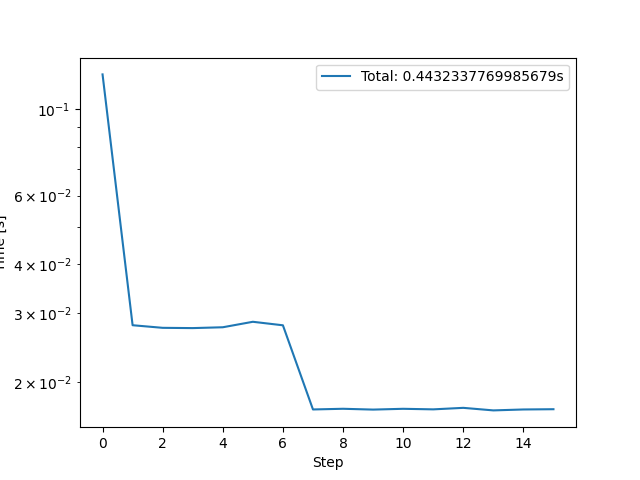 Total: 0.4432337769985679s
10⁻¹
6 × 10⁻²
4 × 10⁻²
3 × 10⁻²
2 × 10⁻²
Time [s]
0 2 4 6 8 10 12 14
Step